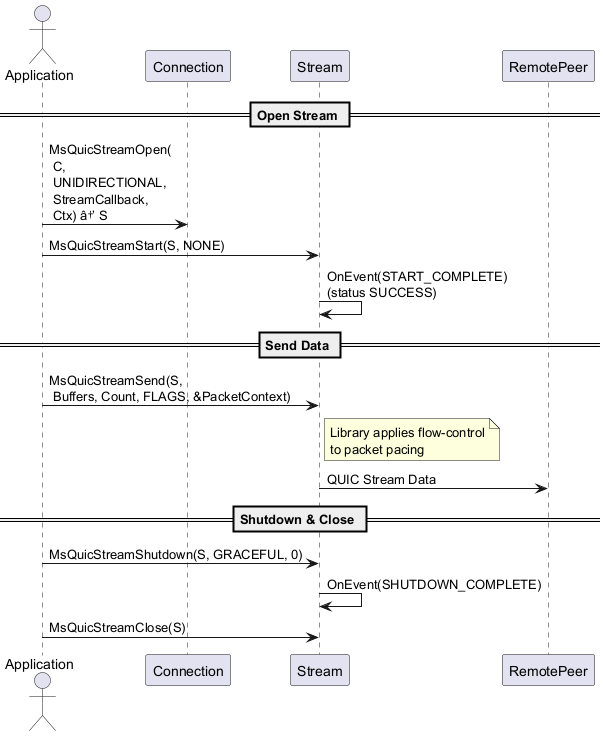 Application
Connection
Stream
RemotePeer
Open Stream
MsQuicStreamOpen(
C,
UNIDIRECTIONAL,
StreamCallback,
Ctx) â†’ S
MsQuicStreamStart(S, NONE)
OnEvent(START_COMPLETE)
(status SUCCESS)
Send Data
MsQuicStreamSend(S,
Buffers, Count, FLAGS, &PacketContext)
Library applies flow-control
to packet pacing
QUIC Stream Data
Shutdown & Close
MsQuicStreamShutdown(S, GRACEFUL, 0)
OnEvent(SHUTDOWN_COMPLETE)
MsQuicStreamClose(S)
Application
Connection
Stream
RemotePeer